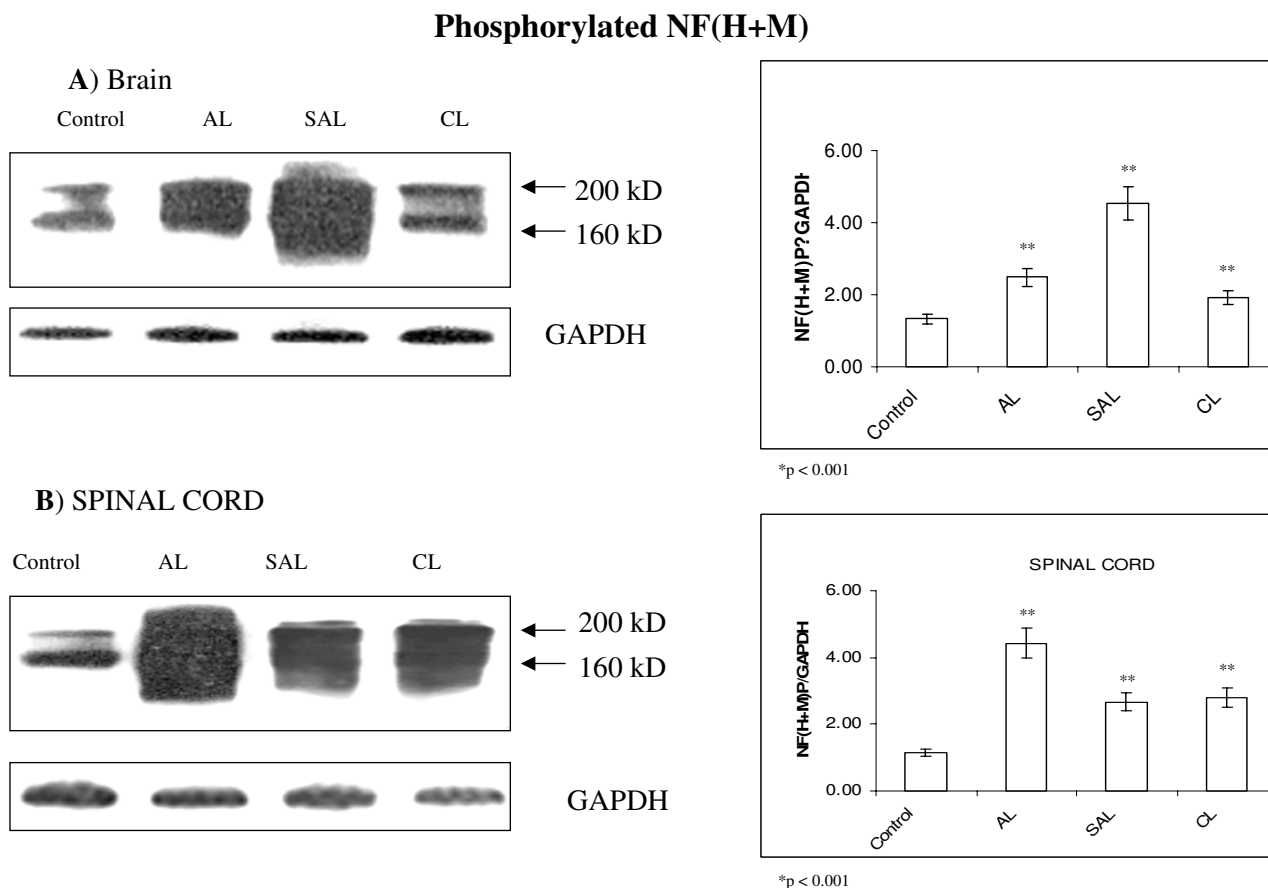 Phosphorylated NF(H+M)
A) Brain
Control AL SAL CL
200 kD
160 kD
GAPDH
NF(H+M)P?GAPDH
6.00
4.00
2.00
0.00
** ** ** 
Control AL SAL CL
*p < 0.001
B) SPINAL CORD
Control AL SAL CL
200 kD
160 kD
GAPDH
SPINAL CORD
NF(H+M)P/GAPDH
6.00
4.00
2.00
0.00
** ** **
Control AL SAL CL
*p < 0.001